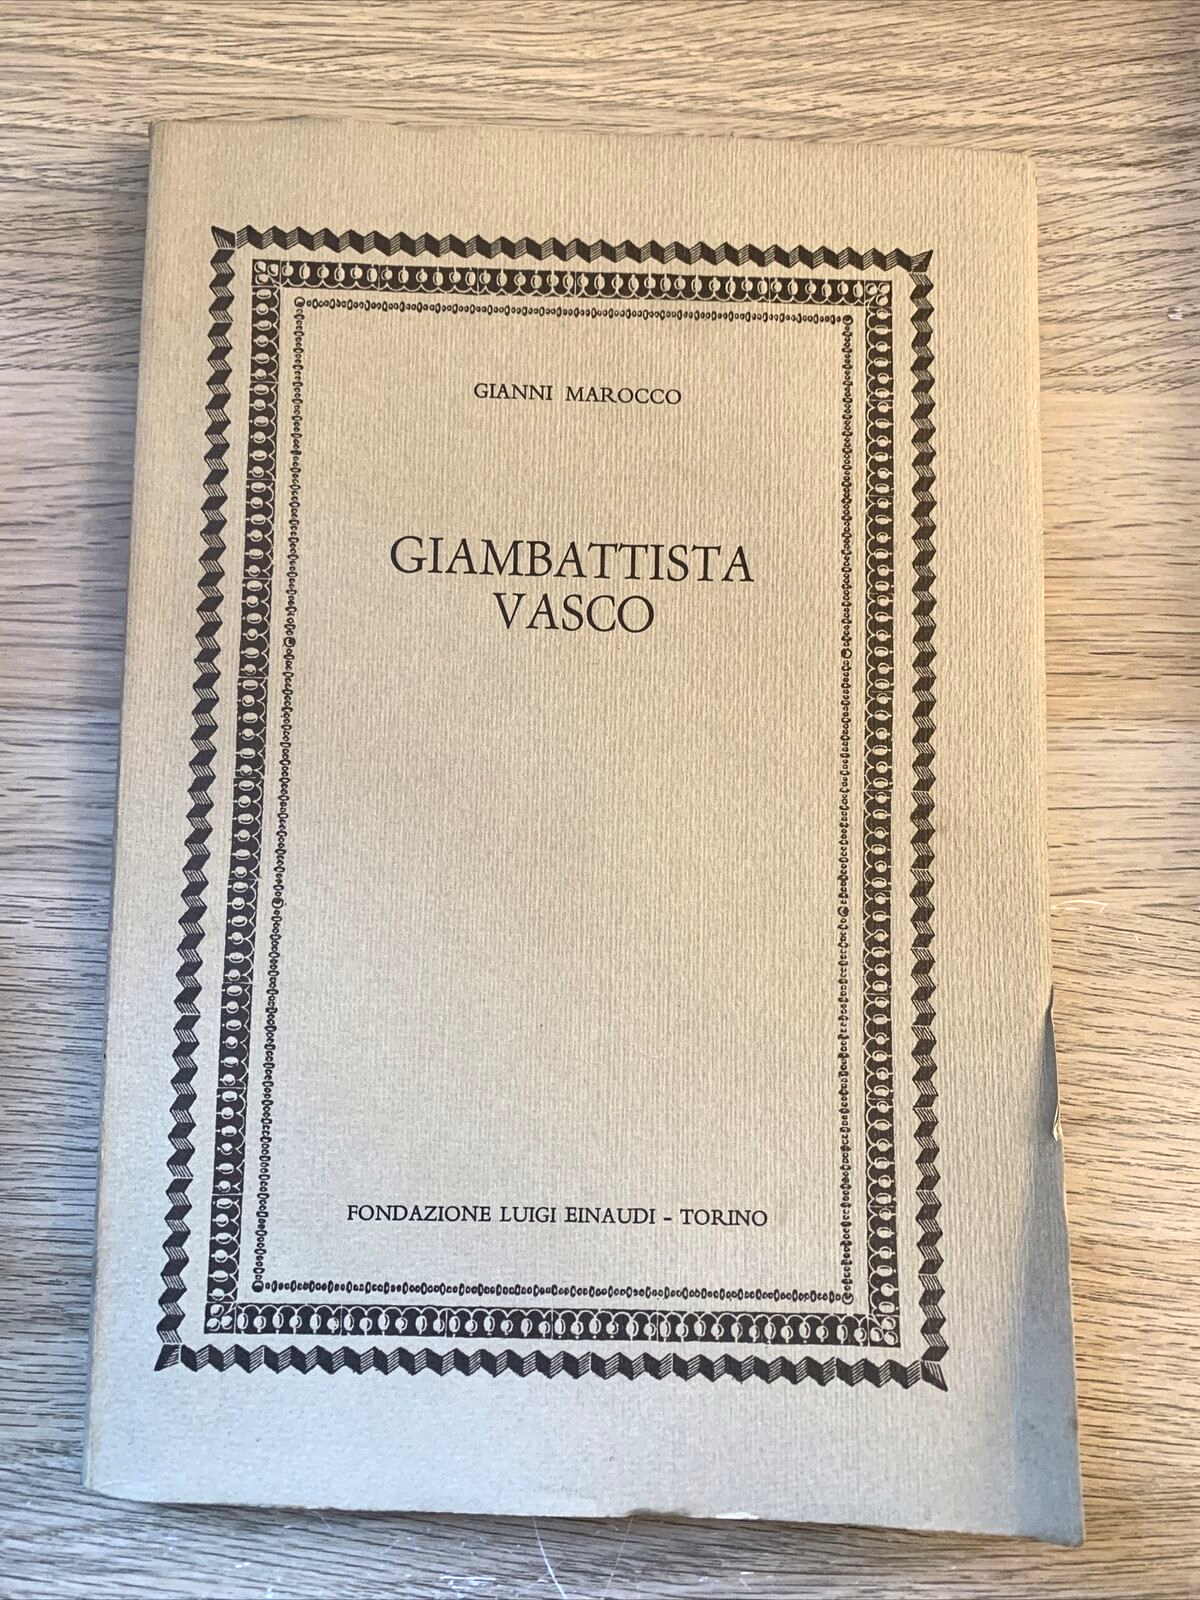 GIANNI MAROCCO
GIAMBATTISTA
VASCO
FONDAZIONE LUIGI EINAUDI - TORINO